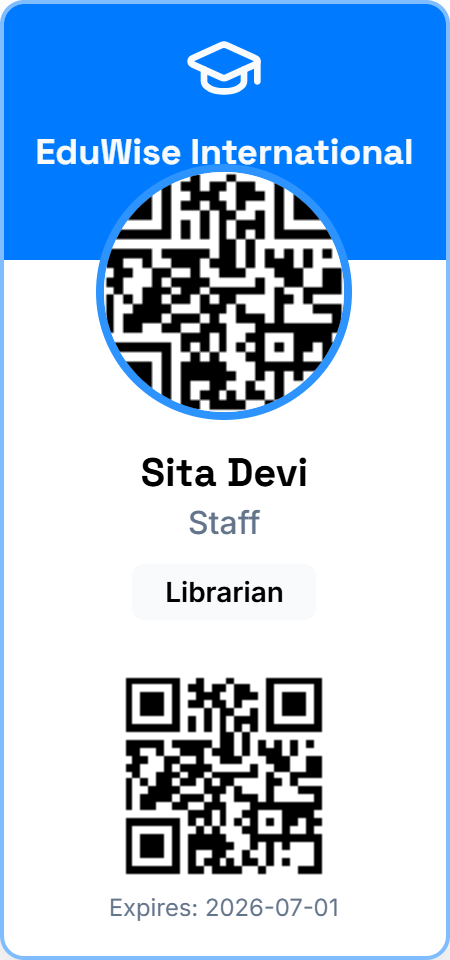 EduWise International
Sita Devi
Staff
Librarian
Expires: 2026-07-01